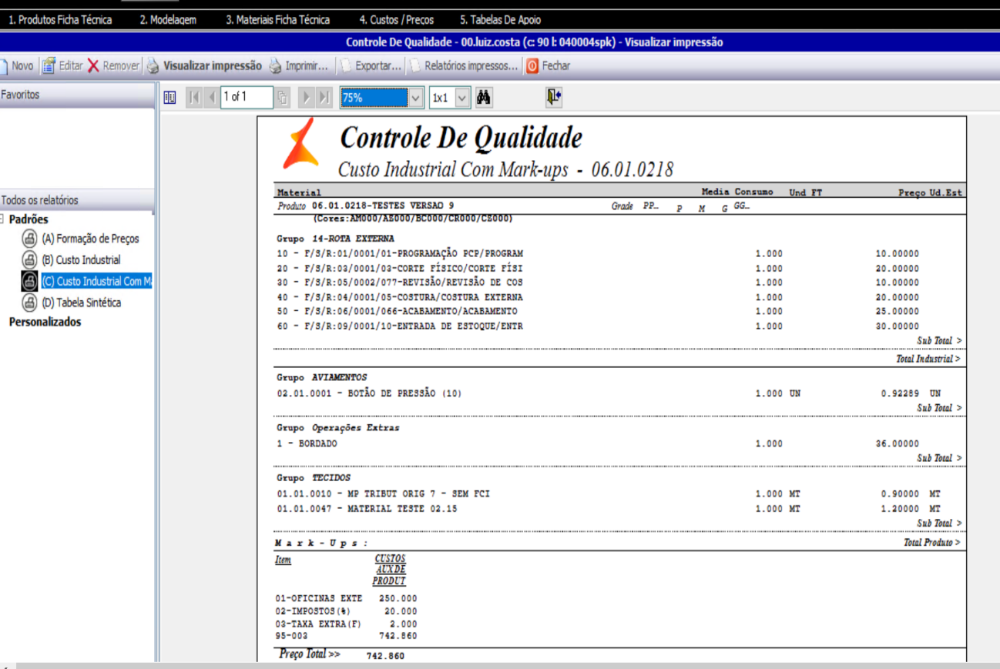 1. Produtos Ficha Técnica 2. Modelagem 3. Materiais Ficha Técnica 4. Custos / Preços 5. Tabelas De Apoio
Controle De Qualidade - 00.luiz.costa (c: 90 l: 040004spk) - Visualizar impressão
Novo Editar Remover Visualizar impressão Imprimir... Exportar... Relatórios impressos... Fechar
Favoritos
1 of 1 75% 1x1
Todos os relatórios
Padrões
(A) Formação de Preços
(B) Custo Industrial
(C) Custo Industrial Com M
(D) Tabela Sintética
Personalizados
Controle De Qualidade
Custo Industrial Com Mark-ups - 06.01.0218
Material Media Consumo Und FT Preço Ud.Est
Produto 06.01.0218-TESTES VERSAO 9 Grade PP... P M G GG...
(Cores:AM000/AZ000/BC000/CR000/CZ000)
Grupo 14-ROTA EXTERNA
10 - F/S/R:01/0001/01-PROGRAMAÇÃO PCP/PROGRAM 1.000 10.00000
20 - F/S/R:03/0001/03-CORTE FÍSICO/CORTE FÍSI 1.000 20.00000
30 - F/S/R:05/0002/077-REVISÃO/REVISÃO DE COS 1.000 10.00000
40 - F/S/R:04/0001/05-COSTURA/COSTURA EXTERNA 1.000 20.00000
50 - F/S/R:06/0001/066-ACABAMENTO/ACABAMENTO 1.000 25.00000
60 - F/S/R:09/0001/10-ENTRADA DE ESTOQUE/ENTR 1.000 30.00000
Sub Total >
Total Industrial >
Grupo AVIAMENTOS
02.01.0001 - BOTÃO DE PRESSÃO (10) 1.000 UN 0.92289 UN
Sub Total >
Grupo Operações Extras
1 - BORDADO 1.000 36.00000
Sub Total >
Grupo TECIDOS
01.01.0010 - MP TRIBUT ORIG 7 - SEM FCI 1.000 MT 0.90000 MT
01.01.0047 - MATERIAL TESTE 02.15 1.000 MT 1.20000 MT
Sub Total >
Mark-Ups: Total Produto >
Item CUSTOS
AUX DE
PRODUT
01-OFICINAS EXTE 250.000
02-IMPOSTOS(%) 20.000
03-TAXA EXTRA(F) 2.000
95-003 742.860
Preço Total >> 742.860